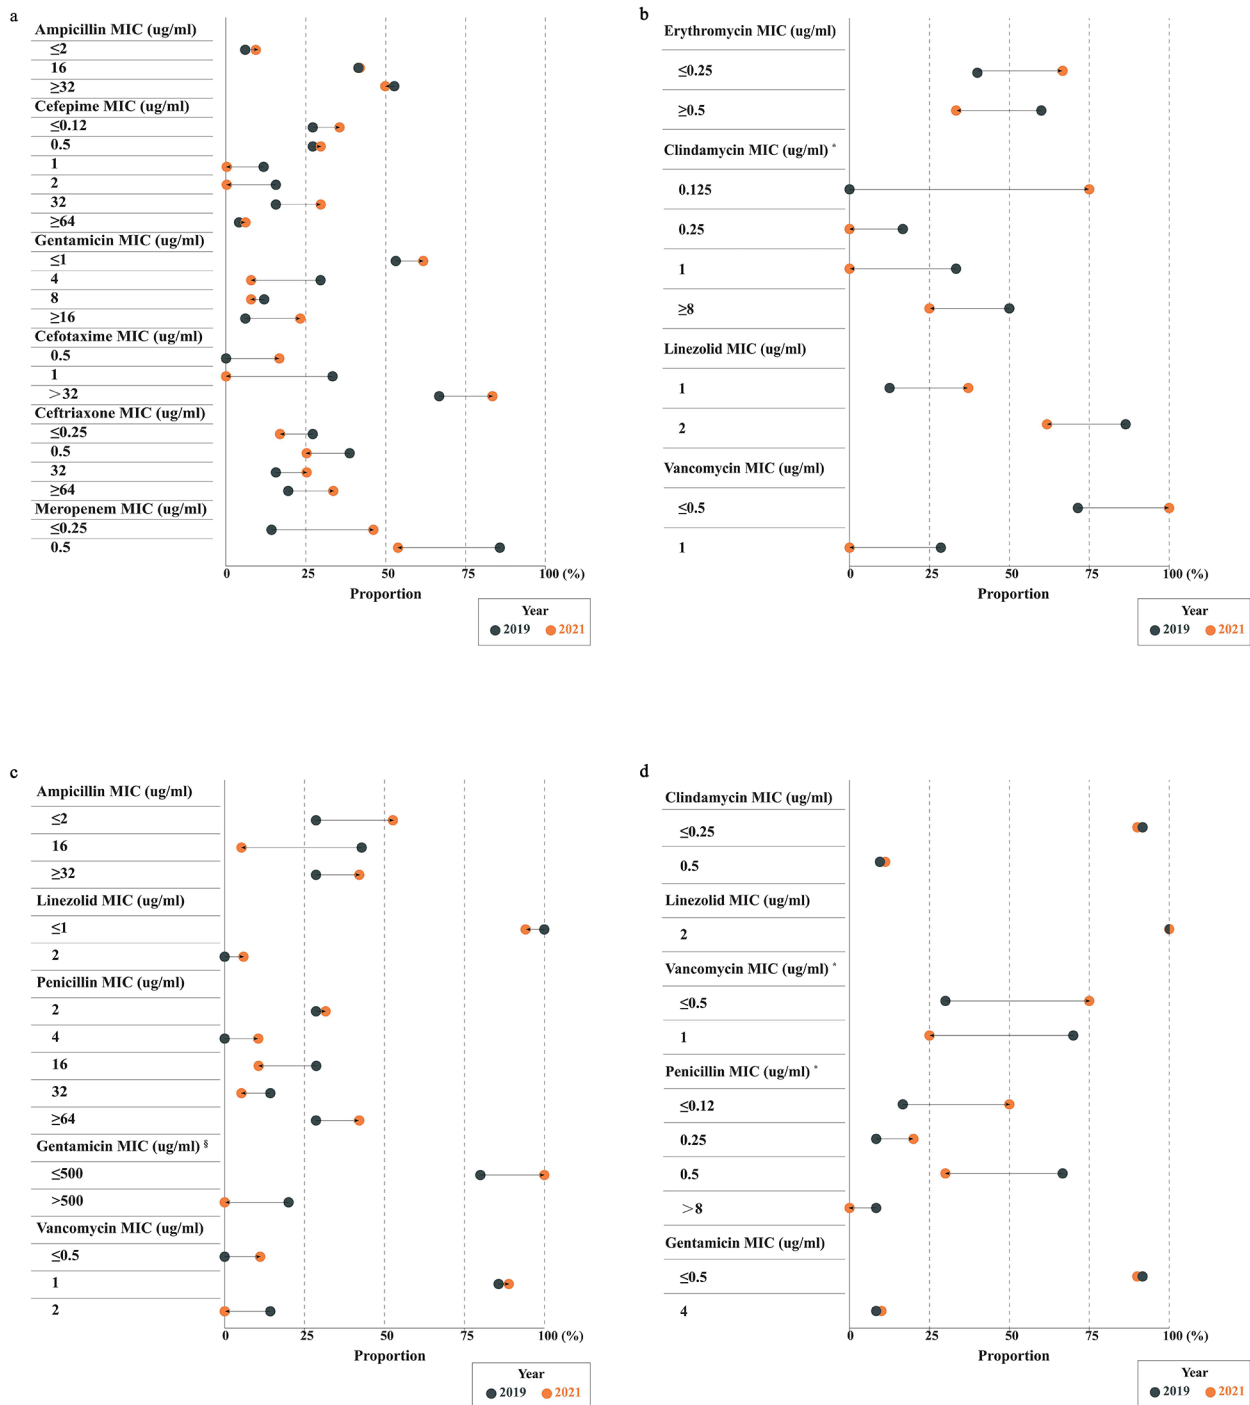 a
Ampicillin MIC (ug/ml)
≤2
16
≥32
Cefepime MIC (ug/ml)
≤0.12
0.5
1
2
32
≥64
Gentamicin MIC (ug/ml)
≤1
4
8
≥16
Cefotaxime MIC (ug/ml)
0.5
1
>32
Ceftriaxone MIC (ug/ml)
≤0.25
0.5
32
≥64
Meropenem MIC (ug/ml)
≤0.25
0.5
0 25 50 75 100 (%)
Proportion
Year
2019 2021
b
Erythromycin MIC (ug/ml)
≤0.25
≥0.5
Clindamycin MIC (ug/ml) *
0.125
0.25
1
≥8
Linezolid MIC (ug/ml)
1
2
Vancomycin MIC (ug/ml)
≤0.5
1
0 25 50 75 100 (%)
Proportion
Year
2019 2021
c
Ampicillin MIC (ug/ml)
≤2
16
≥32
Linezolid MIC (ug/ml)
≤1
2
Penicillin MIC (ug/ml)
2
4
16
32
≥64
Gentamicin MIC (ug/ml) §
≤500
>500
Vancomycin MIC (ug/ml)
≤0.5
1
2
0 25 50 75 100 (%)
Proportion
Year
2019 2021
d
Clindamycin MIC (ug/ml)
≤0.25
0.5
Linezolid MIC (ug/ml)
2
Vancomycin MIC (ug/ml) *
≤0.5
1
Penicillin MIC (ug/ml) *
≤0.12
0.25
0.5
>8
Gentamicin MIC (ug/ml)
≤0.5
4
0 25 50 75 100 (%)
Proportion
Year
2019 2021